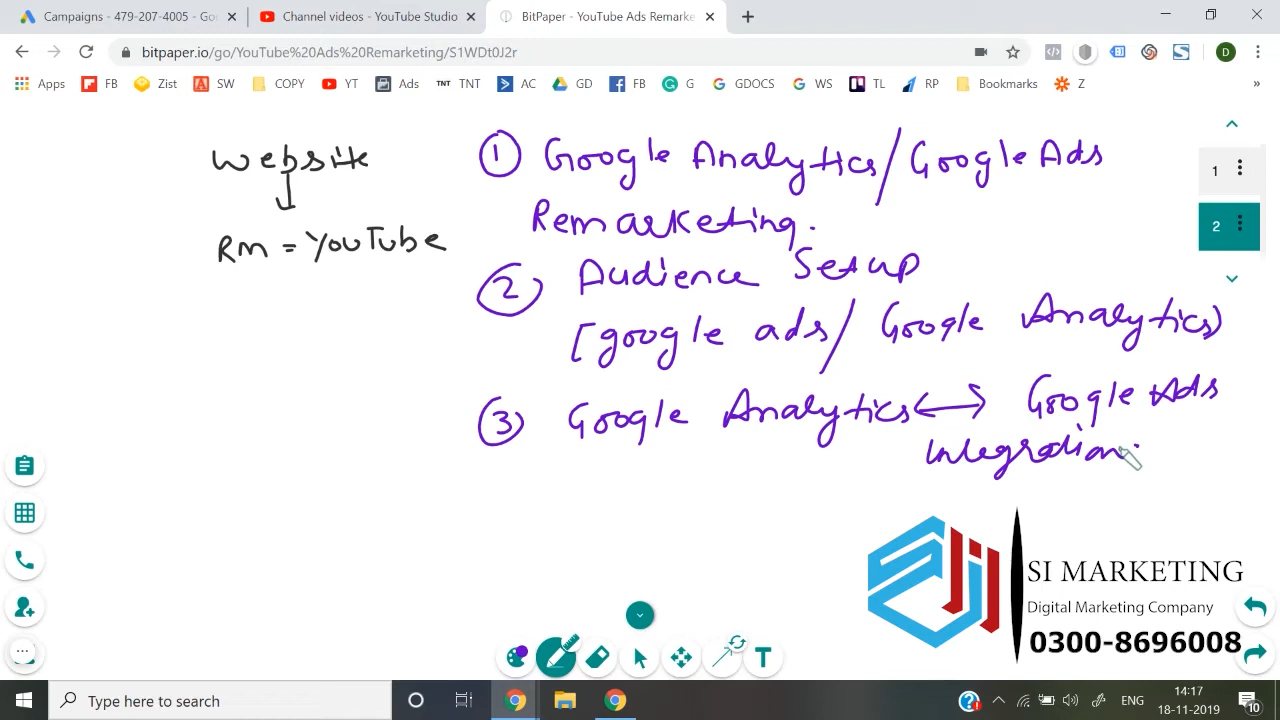 Campaigns - 479-207-4005 - Go
Channel videos - YouTube Studio
BitPaper - YouTube Ads Remarke
bitpaper.io/go/YouTube%20Ads%20Remarketing/S1WDt0J2r
D
Apps FB Zist SW COPY YT Ads TNT TNT AC GD FB G GDOCS WS TL RP Bookmarks Z »
Website
Rm = YouTube
1 Google Analytics/Google Ads
Remarketing.
2 Audience Setup
[google ads/ Google Analytics)
3 Google Analytics Google Ads
Integration
1
2
SI MARKETING
Digital Marketing Company
0300-8696008
T
Type here to search
ENG
14:17
18-11-2019
10